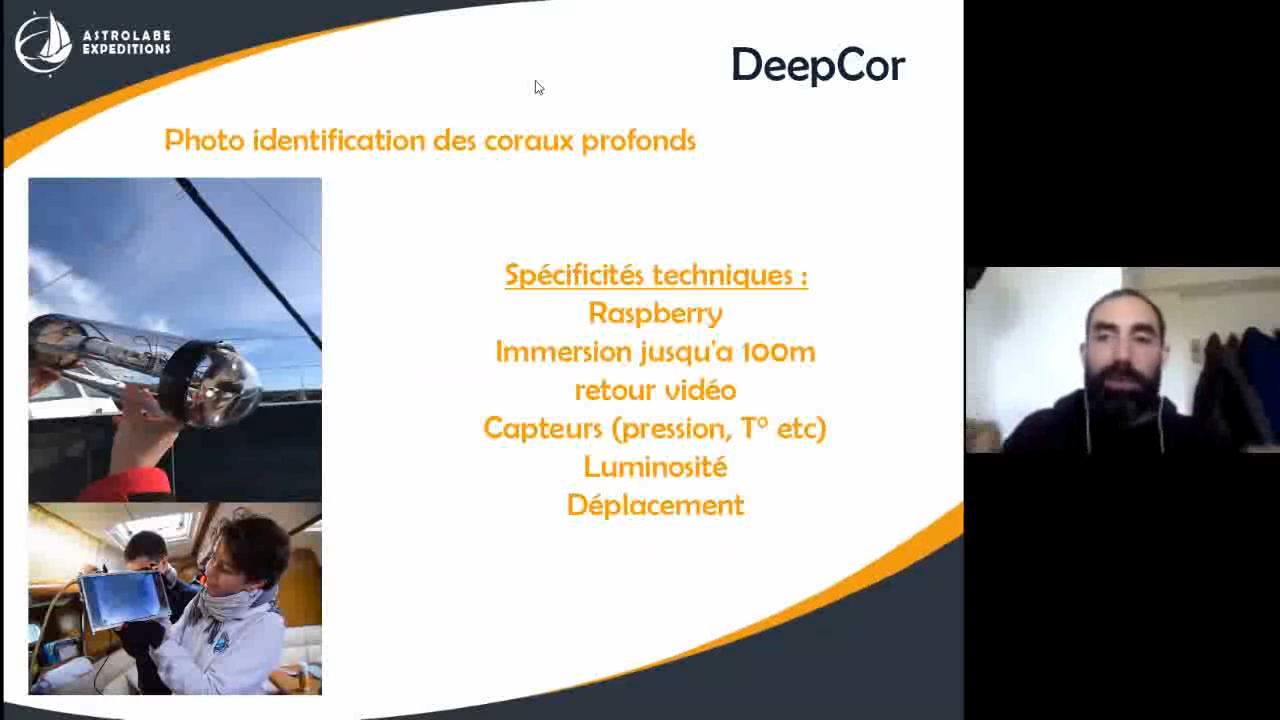 ASTROLABE
EXPEDITIONS
DeepCor
Photo identification des coraux profonds
Spécificités techniques :
Raspberry
Immersion jusqu'a 100m
retour vidéo
Capteurs (pression, T° etc)
Luminosité
Déplacement